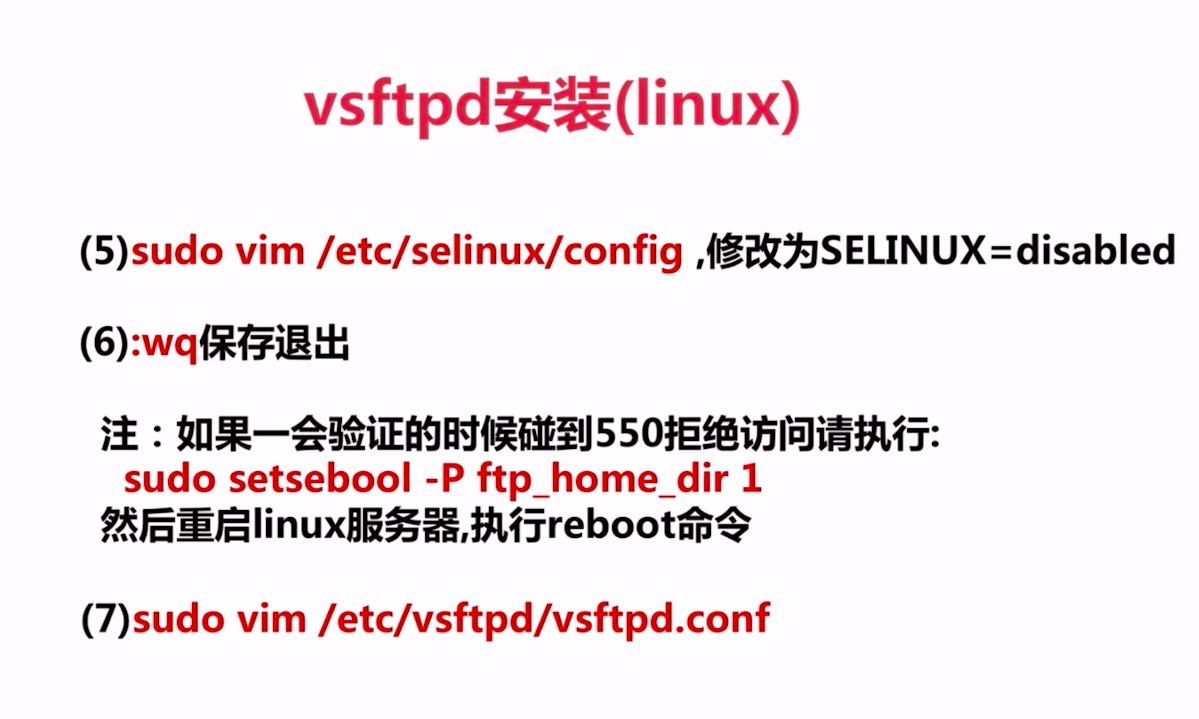 vsftpd安装(linux)
(5)sudo vim /etc/selinux/config ,修改为SELINUX=disabled
(6):wq保存退出
注：如果一会验证的时候碰到550拒绝访问请执行:
sudo setsebool -P ftp_home_dir 1
然后重启linux服务器,执行reboot命令
(7)sudo vim /etc/vsftpd/vsftpd.conf